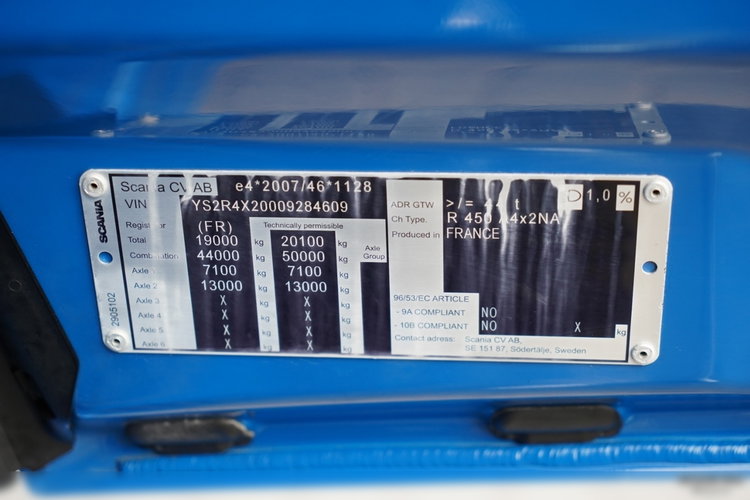 Scania CV AB e4*2007/46*1128
VIN YS2R4X20009284609
Registr (FR) Technically permissible
Total 19000 kg 20100 kg Axle Group
Combination 44000 kg 50000 kg
Axle 1 7100 kg 7100 kg
Axle 2 13000 kg 13000 kg
Axle 3 X kg X kg
Axle 4 X kg X kg
Axle 5 X kg X kg
Axle 6 X kg X kg
SCANIA
2905102
ADR GTW >/= 44 t D 1,0 %
Ch Type. R 450 A4x2NA
Produced in FRANCE
96/53/EC ARTICLE
- 9A COMPLIANT NO
- 10B COMPLIANT NO X kg
Contact adress: Scania CV AB,
SE 151 87, Södertälje, Sweden